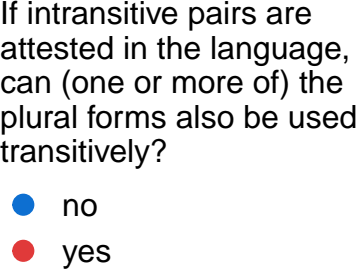 If intransitive pairs are
attested in the language,
can (one or more of) the
plural forms also be used
transitively?
no
yes